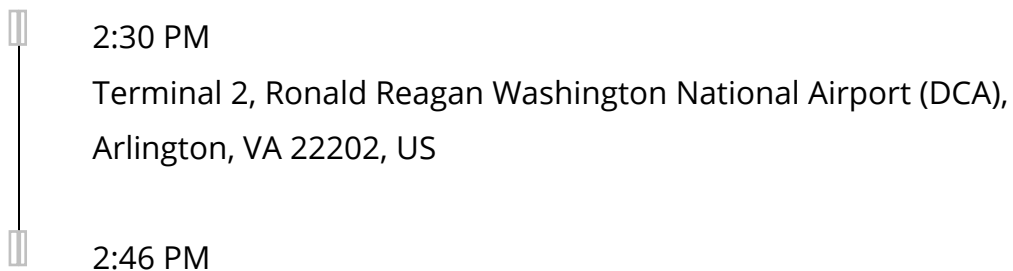 2:30 PM
Terminal 2, Ronald Reagan Washington National Airport (DCA),
Arlington, VA 22202, US
2:46 PM